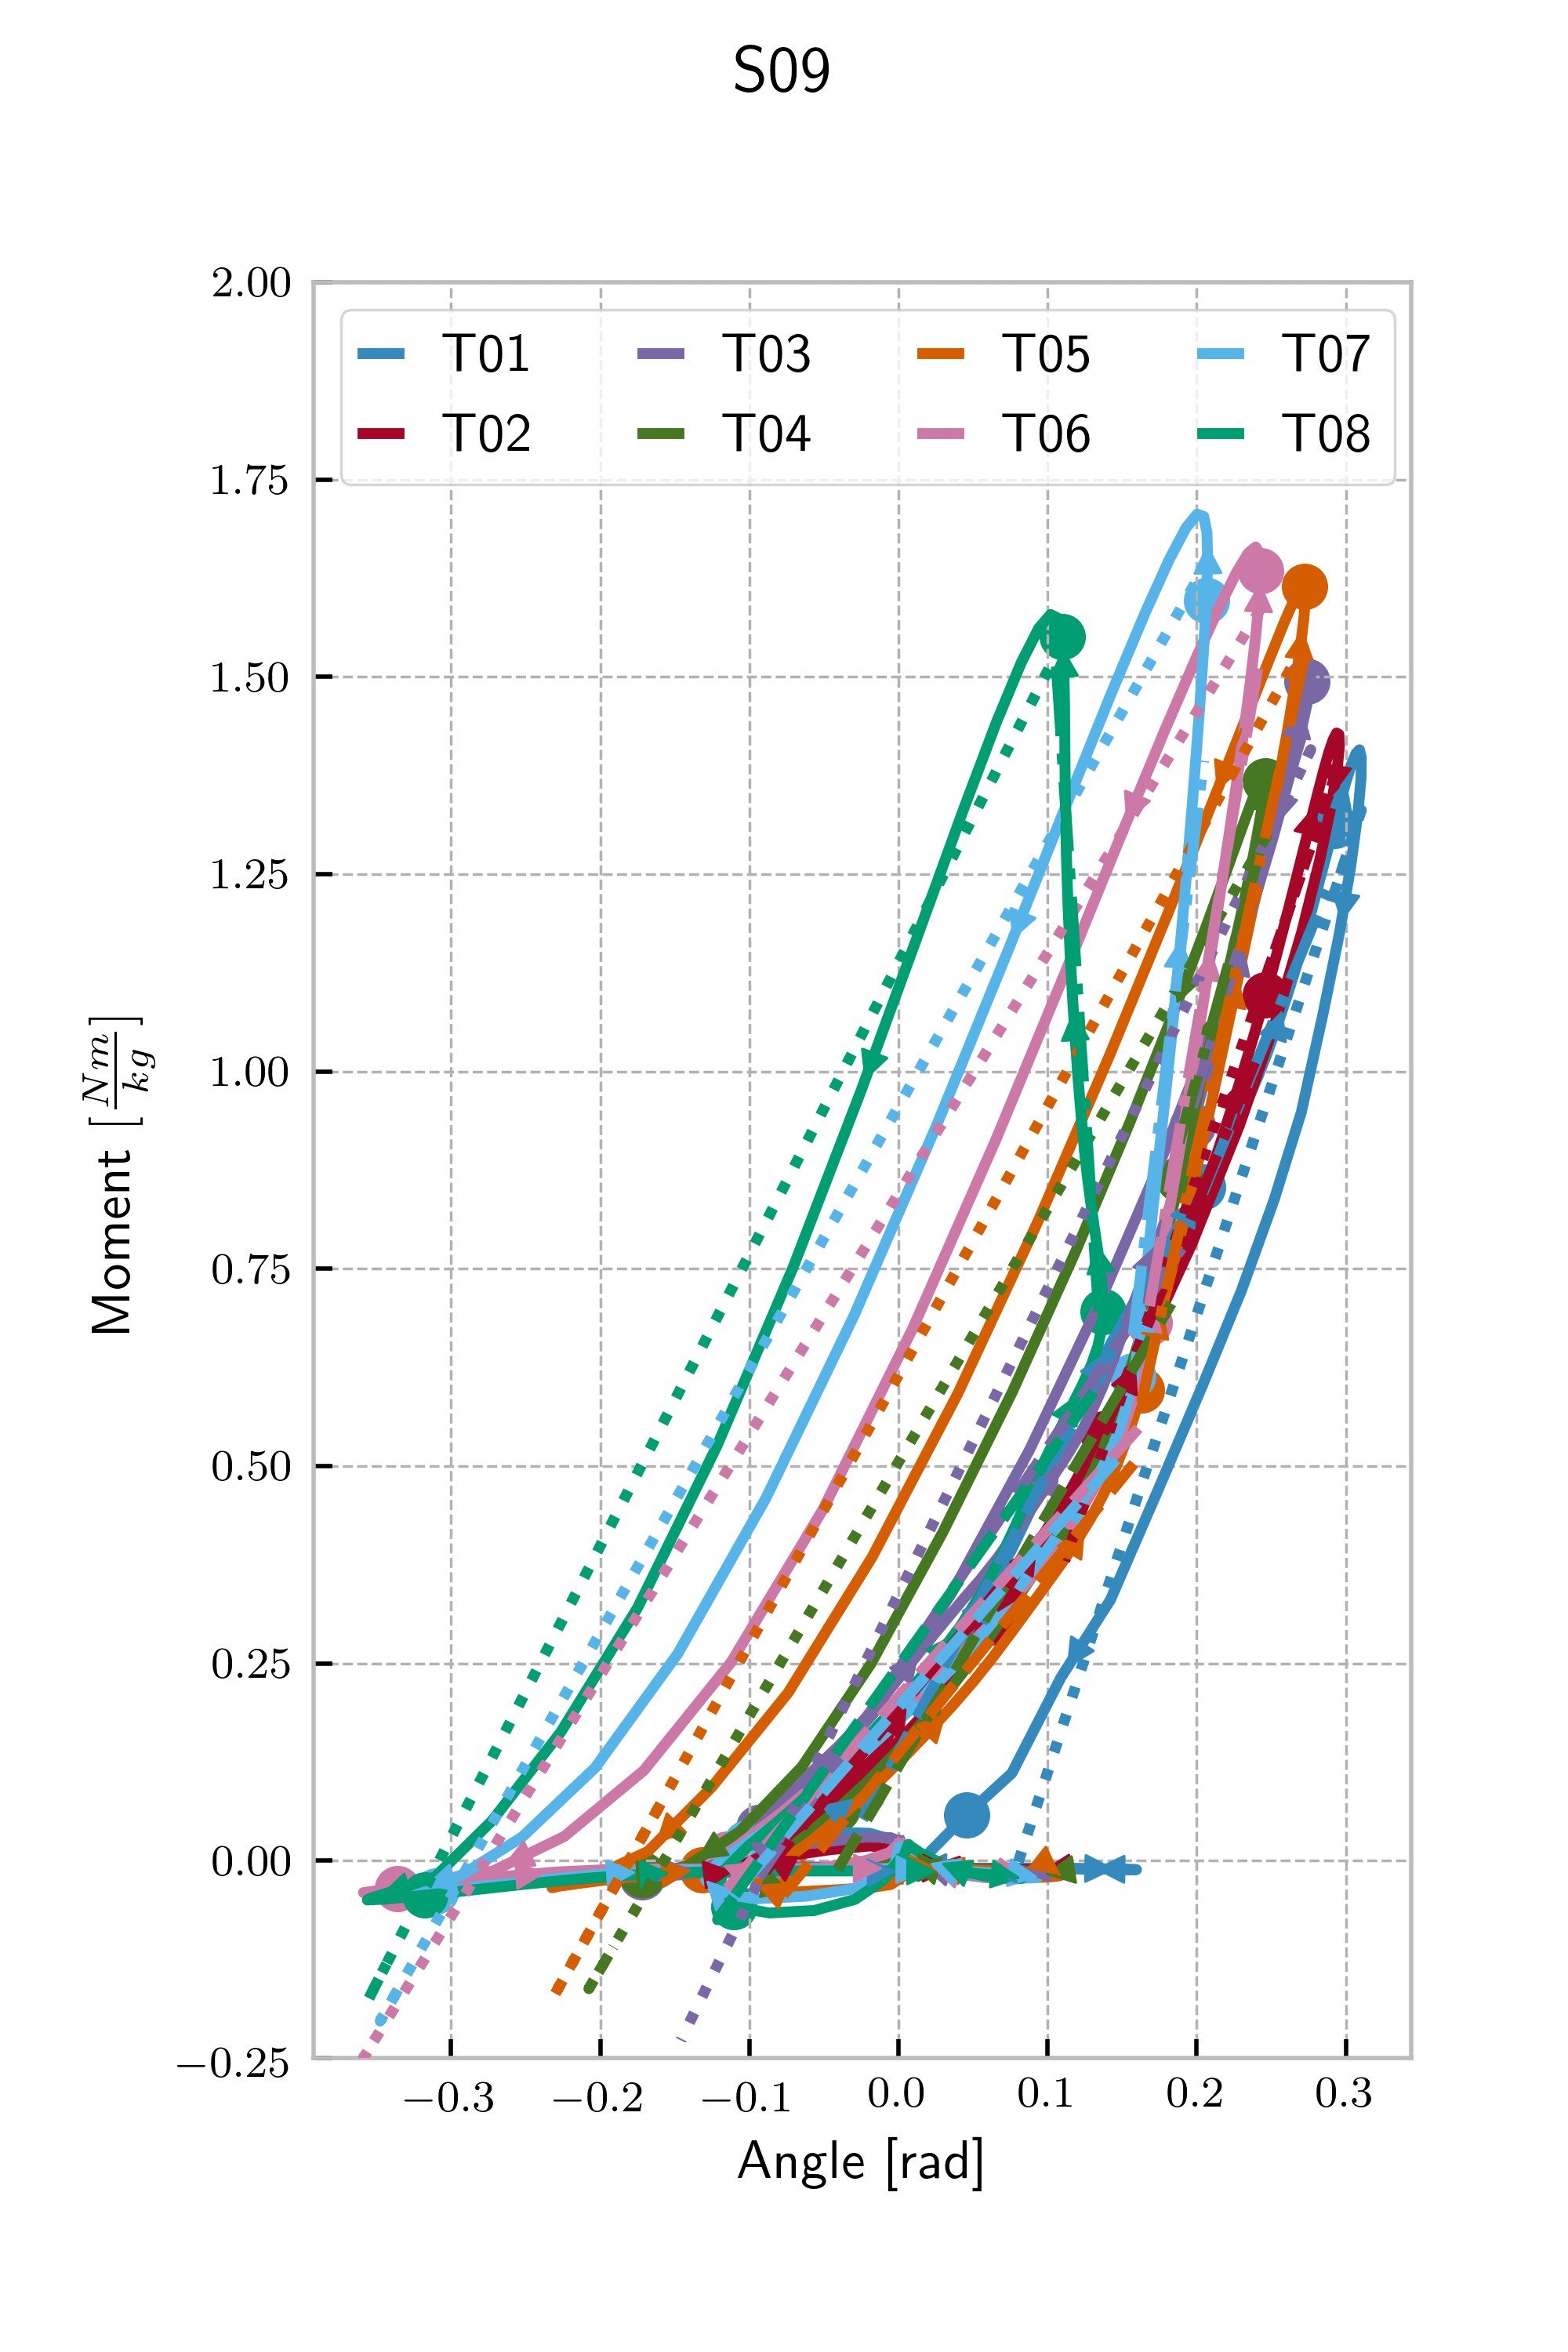 S09
2.00
1.75
1.50
1.25
1.00
0.75
0.50
0.25
0.00
−0.25
T01 T03 T05 T07
T02 T04 T06 T08
Moment [Nm/kg]
−0.3 −0.2 −0.1 0.0 0.1 0.2 0.3
Angle [rad]